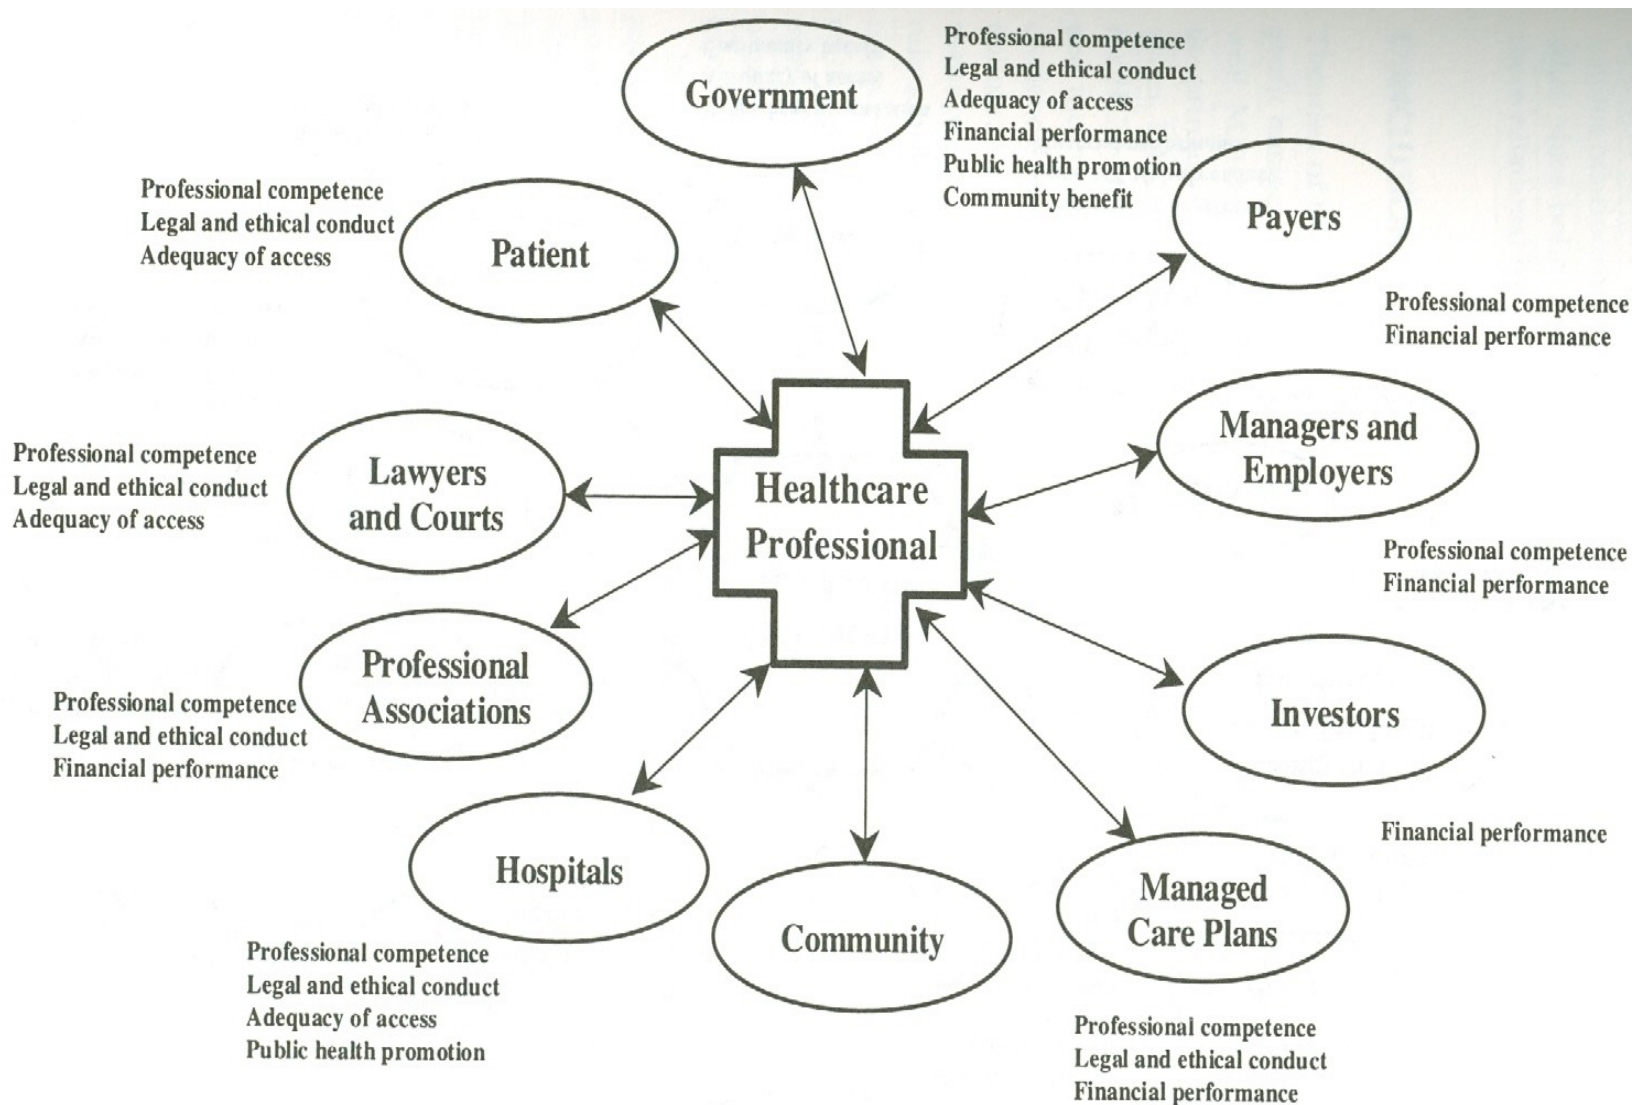 Government
Professional competence
Legal and ethical conduct
Adequacy of access
Financial performance
Public health promotion
Community benefit
Payers
Professional competence
Financial performance
Patient
Professional competence
Legal and ethical conduct
Adequacy of access
Managers and
Employers
Professional competence
Financial performance
Lawyers
and Courts
Professional competence
Legal and ethical conduct
Adequacy of access
Healthcare
Professional
Professional
Associations
Professional competence
Legal and ethical conduct
Financial performance
Investors
Financial performance
Hospitals
Professional competence
Legal and ethical conduct
Adequacy of access
Public health promotion
Community
Managed
Care Plans
Professional competence
Legal and ethical conduct
Financial performance